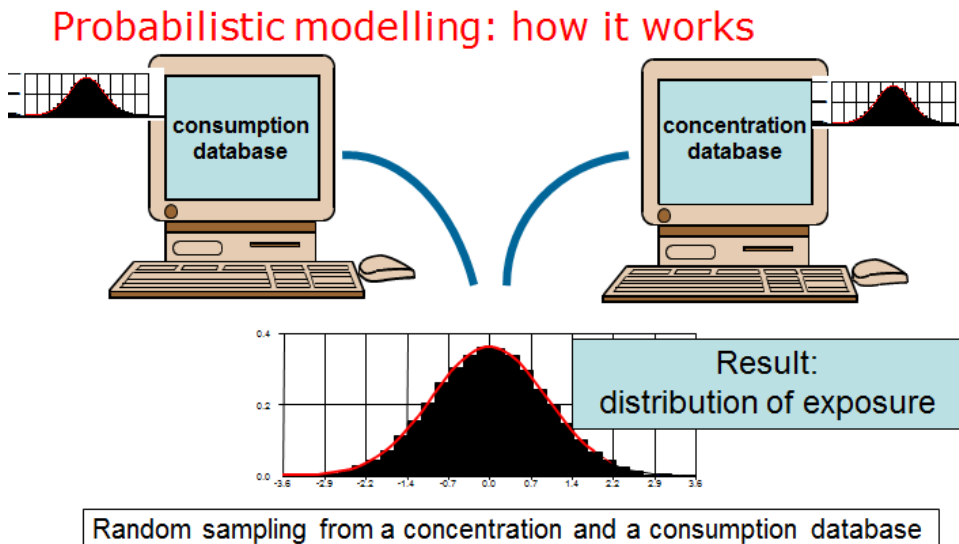 Probabilistic modelling: how it works
consumption
database
concentration
database
0.4
0.2
0.0
-3.6 -2.9 -2.2 -1.4 -0.7 0.0 0.7 1.4 2.2 2.9 3.6
Result:
distribution of exposure
Random sampling from a concentration and a consumption database